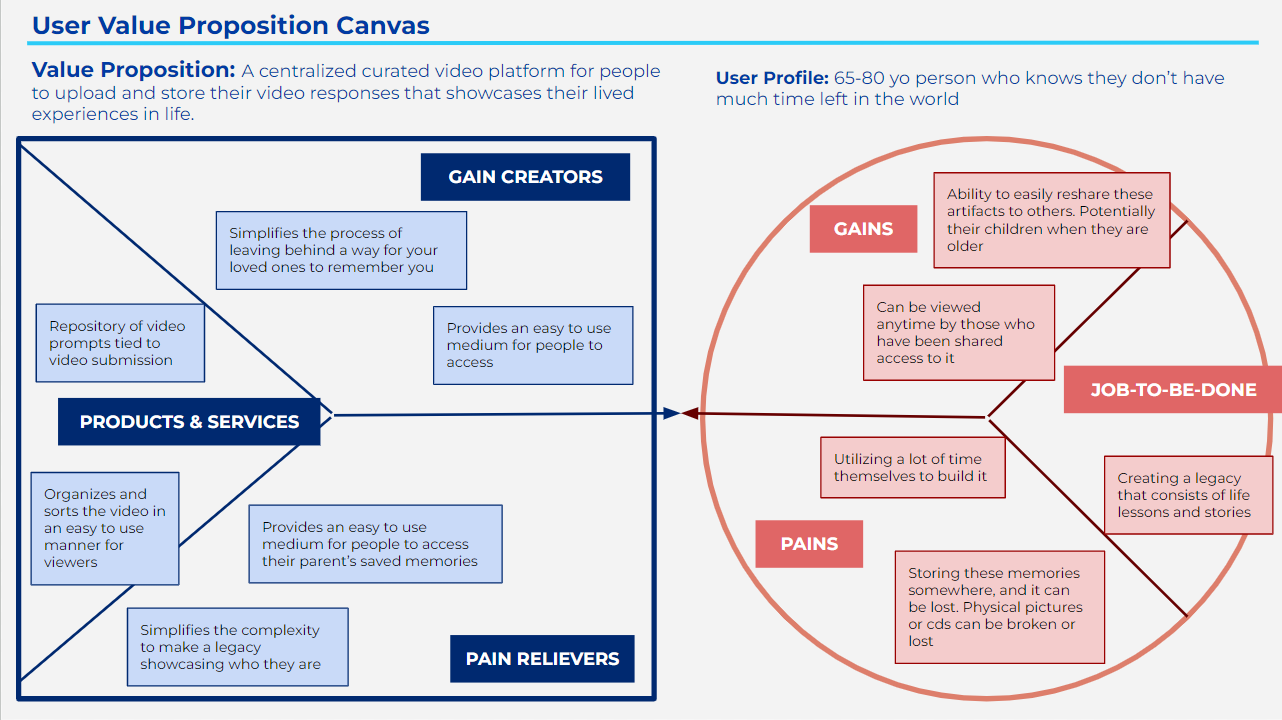 User Value Proposition Canvas
Value Proposition: A centralized curated video platform for people
to upload and store their video responses that showcases their lived
experiences in life.
User Profile: 65-80 yo person who knows they don't have
much time left in the world
GAIN CREATORS
Simplifies the process of
leaving behind a way for your
loved ones to remember you
Repository of video
prompts tied to
video submission
Provides an easy to use
medium for people to
access
PRODUCTS & SERVICES
Organizes and
sorts the video in
an easy to use
manner for
viewers
Provides an easy to use
medium for people to access
their parent's saved memories
Simplifies the complexity
to make a legacy
showcasing who they are
PAIN RELIEVERS
GAINS
Ability to easily reshare these
artifacts to others. Potentially
their children when they are
older
Can be viewed
anytime by those who
have been shared
access to it
JOB-TO-BE-DONE
Utilizing a lot of time
themselves to build it
Creating a legacy
that consists of life
lessons and stories
PAINS
Storing these memories
somewhere, and it can
be lost. Physical pictures
or cds can be broken or
lost